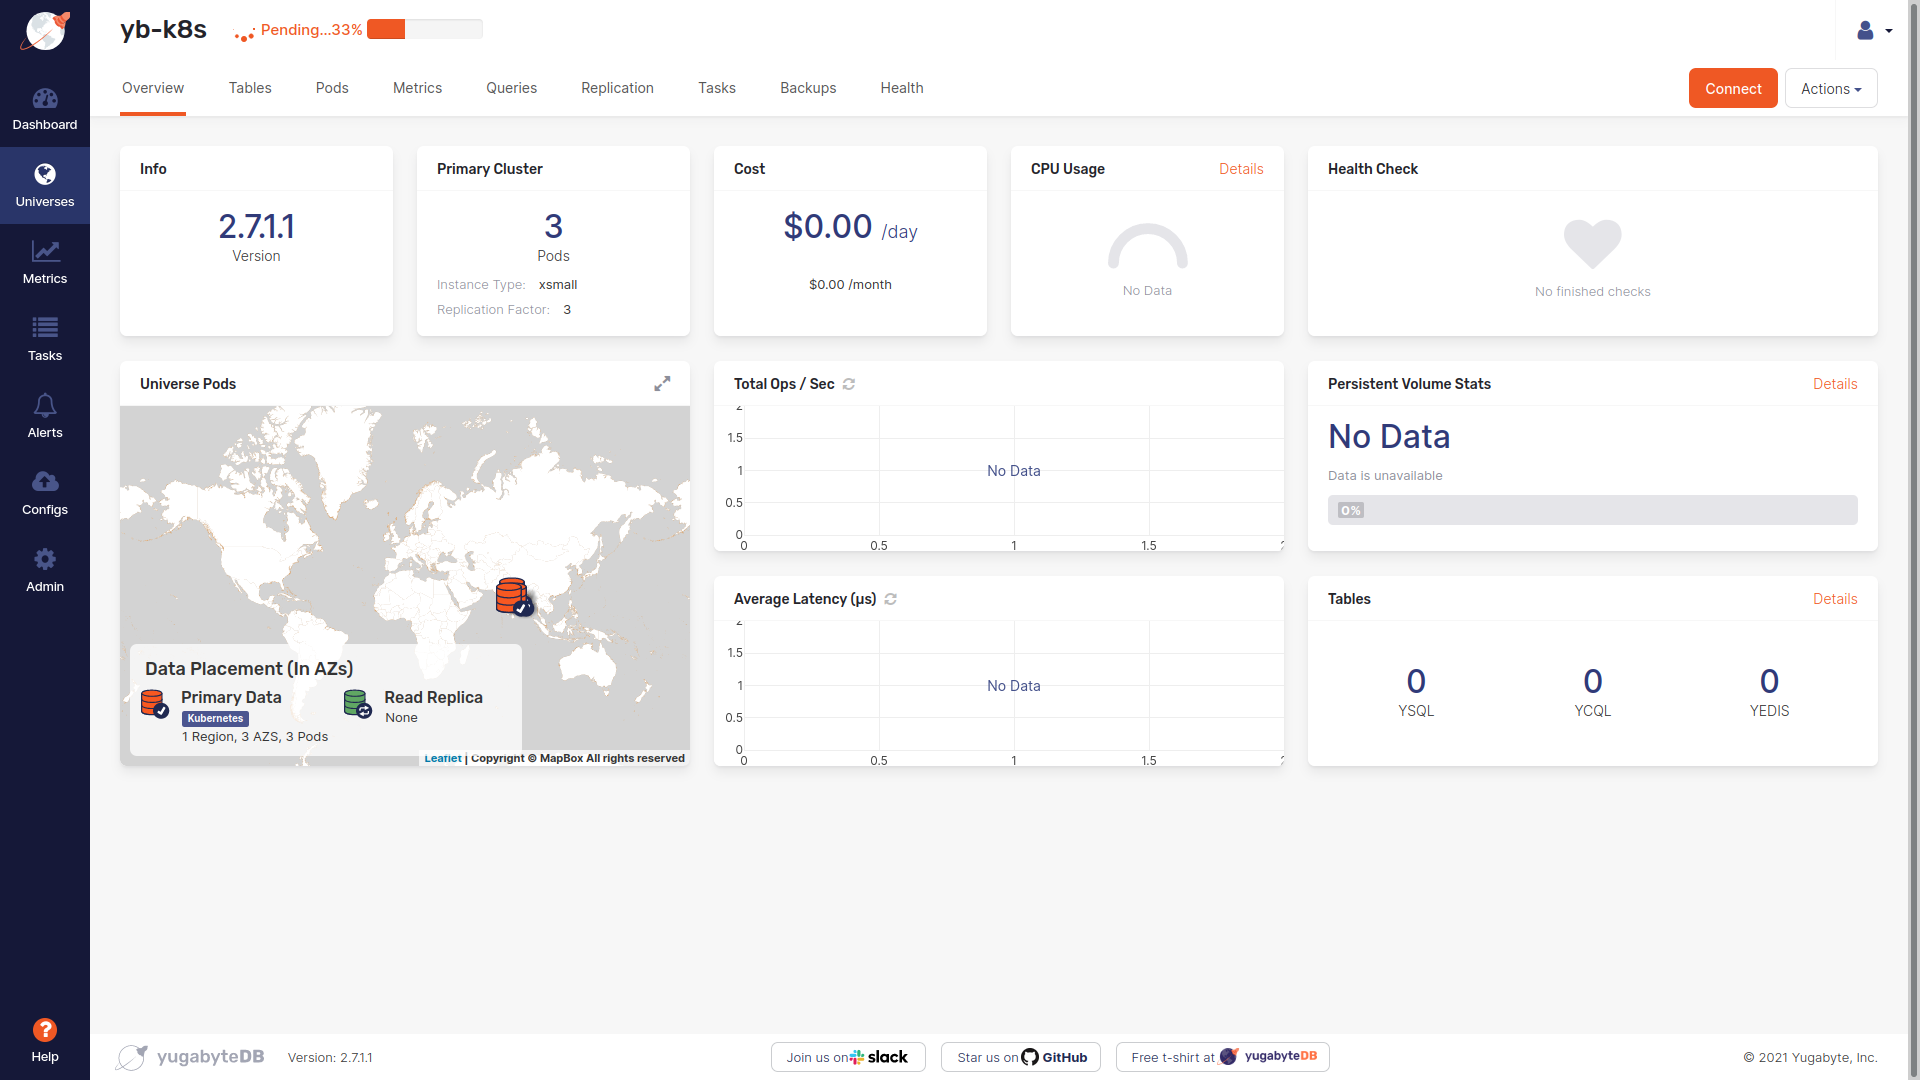 yb-k8s
Pending...33%
Dashboard
Universes
Metrics
Tasks
Alerts
Configs
Admin
Help
Overview
Tables
Pods
Metrics
Queries
Replication
Tasks
Backups
Health
Connect
Actions
Info
2.7.1.1
Version
Primary Cluster
3
Pods
Instance Type: xsmall
Replication Factor: 3
Cost
$0.00 /day
$0.00 /month
CPU Usage
Details
No Data
Health Check
No finished checks
Universe Pods
Data Placement (In AZs)
Primary Data
Kubernetes
1 Region, 3 AZS, 3 Pods
Read Replica
None
Leaflet | Copyright © MapBox All rights reserved
Total Ops / Sec
2
1.5
1
0.5
0
No Data
0 0.5 1 1.5 2
Average Latency (µs)
2
1.5
1
0.5
0
No Data
0 0.5 1 1.5 2
Persistent Volume Stats
Details
No Data
Data is unavailable
0%
Tables
Details
0
YSQL
0
YCQL
0
YEDIS
yugabyteDB
Version: 2.7.1.1
Join us on slack
Star us on GitHub
Free t-shirt at yugabyteDB
© 2021 Yugabyte, Inc.